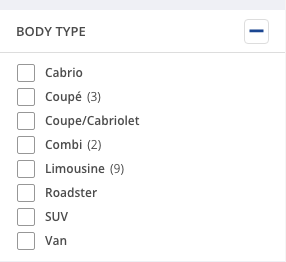 BODY TYPE
Cabrio
Coupé (3)
Coupe/Cabriolet
Combi (2)
Limousine (9)
Roadster
SUV
Van